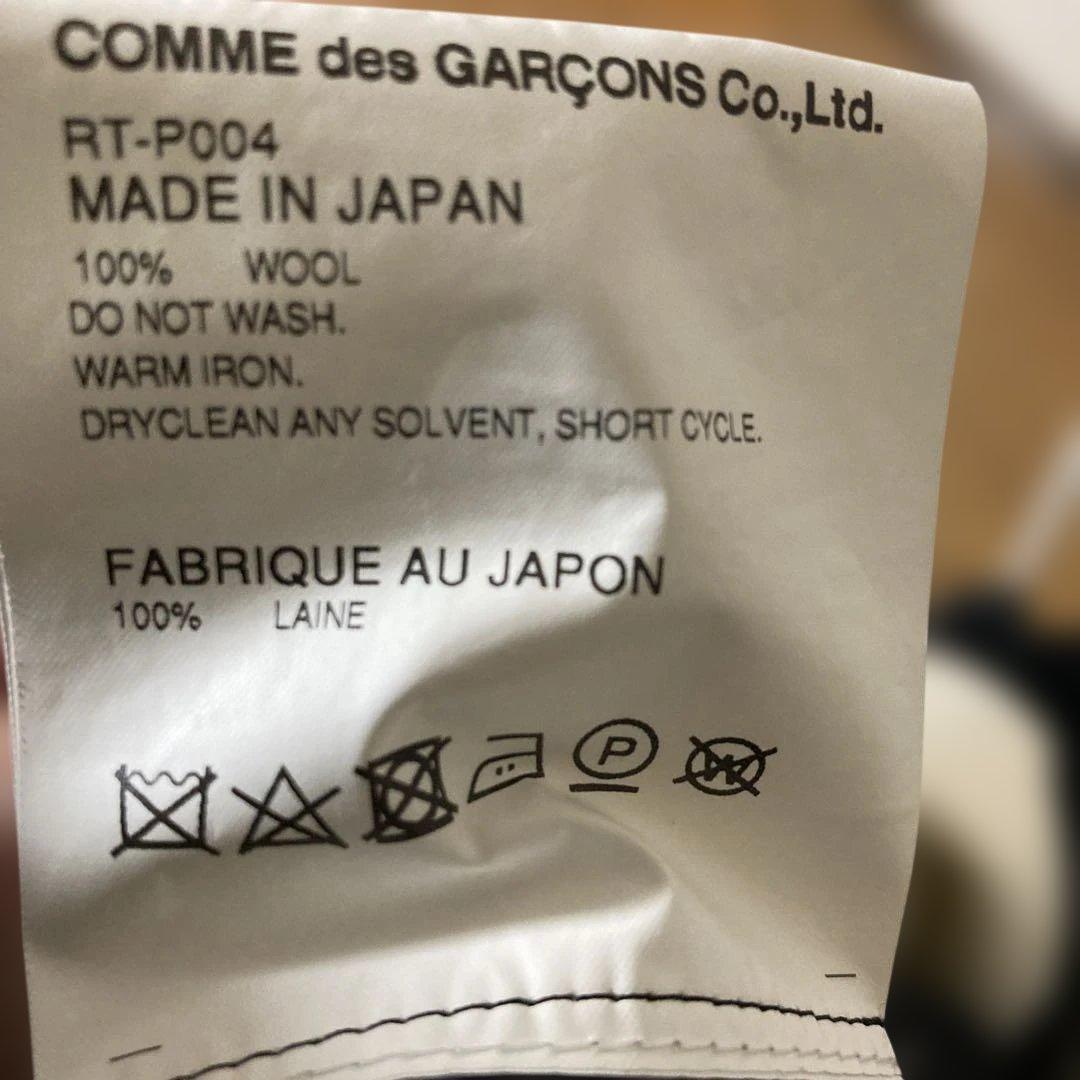 COMME des GARÇONS Co.,Ltd.
RT-P004
MADE IN JAPAN
100% WOOL
DO NOT WASH.
WARM IRON.
DRYCLEAN ANY SOLVENT, SHORT CYCLE.
FABRIQUE AU JAPON
100% LAINE
P W